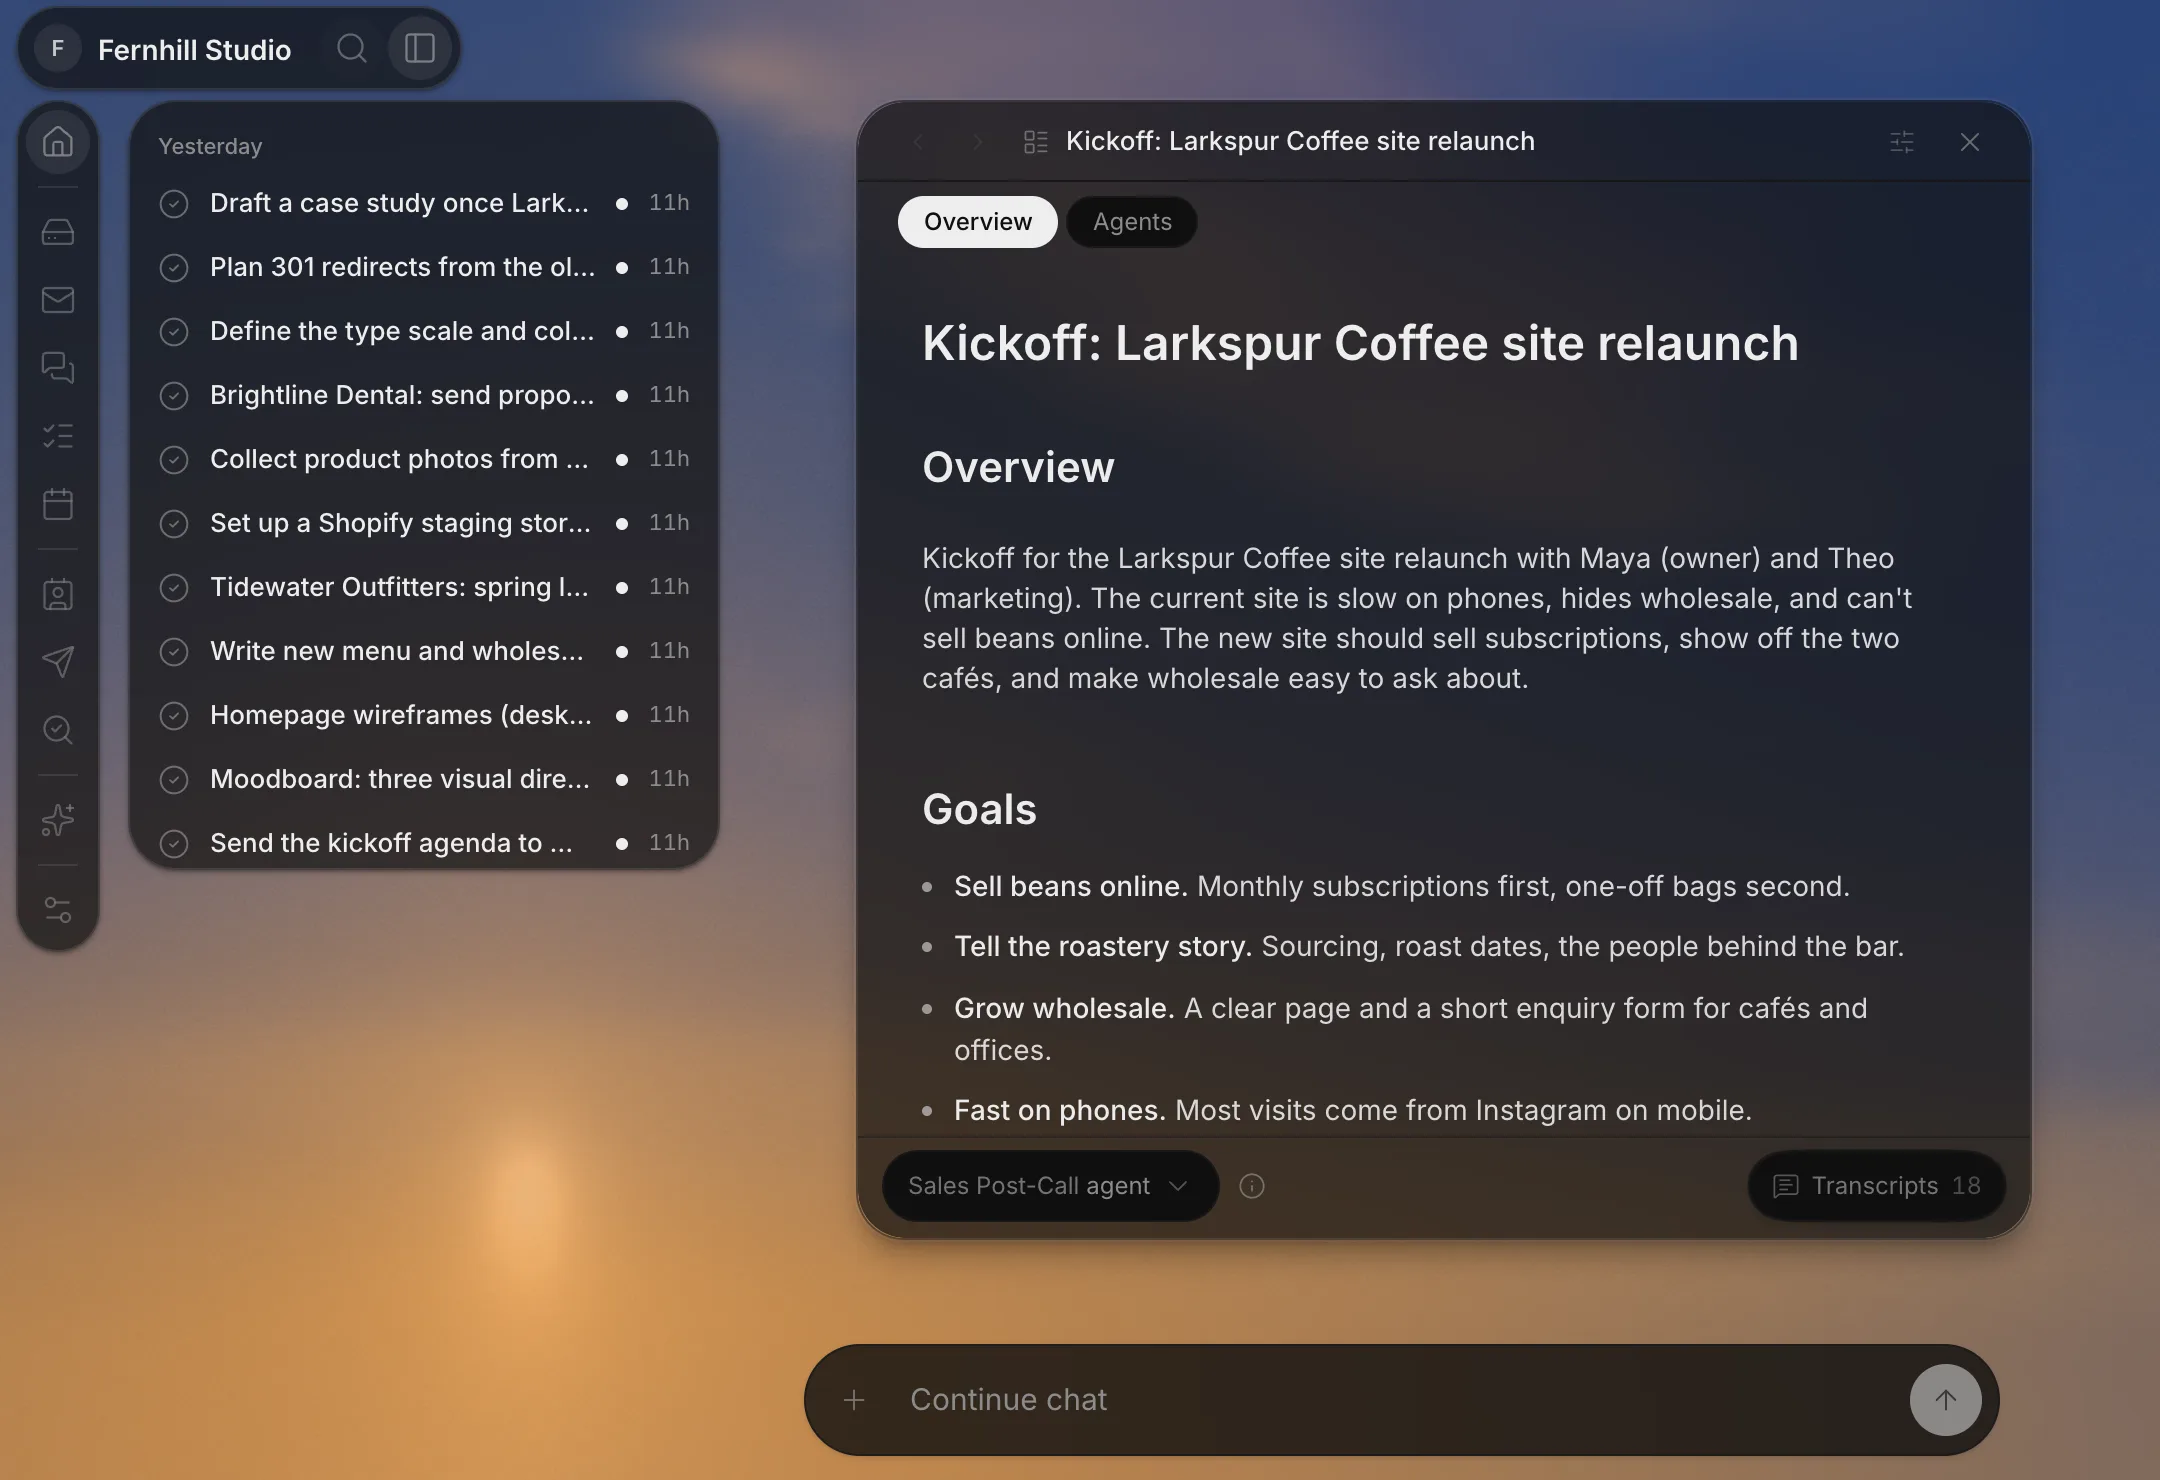 F Fernhill Studio
Yesterday
Draft a case study once Lark... 11h
Plan 301 redirects from the ol... 11h
Define the type scale and col... 11h
Brightline Dental: send propo... 11h
Collect product photos from ... 11h
Set up a Shopify staging stor... 11h
Tidewater Outfitters: spring l... 11h
Write new menu and wholes... 11h
Homepage wireframes (desk... 11h
Moodboard: three visual dire... 11h
Send the kickoff agenda to ... 11h
Kickoff: Larkspur Coffee site relaunch
Overview Agents
Kickoff: Larkspur Coffee site relaunch
Overview
Kickoff for the Larkspur Coffee site relaunch with Maya (owner) and Theo
(marketing). The current site is slow on phones, hides wholesale, and can't
sell beans online. The new site should sell subscriptions, show off the two
cafés, and make wholesale easy to ask about.
Goals
Sell beans online. Monthly subscriptions first, one-off bags second.
Tell the roastery story. Sourcing, roast dates, the people behind the bar.
Grow wholesale. A clear page and a short enquiry form for cafés and
offices.
Fast on phones. Most visits come from Instagram on mobile.
Sales Post-Call agent
Transcripts 18
Continue chat